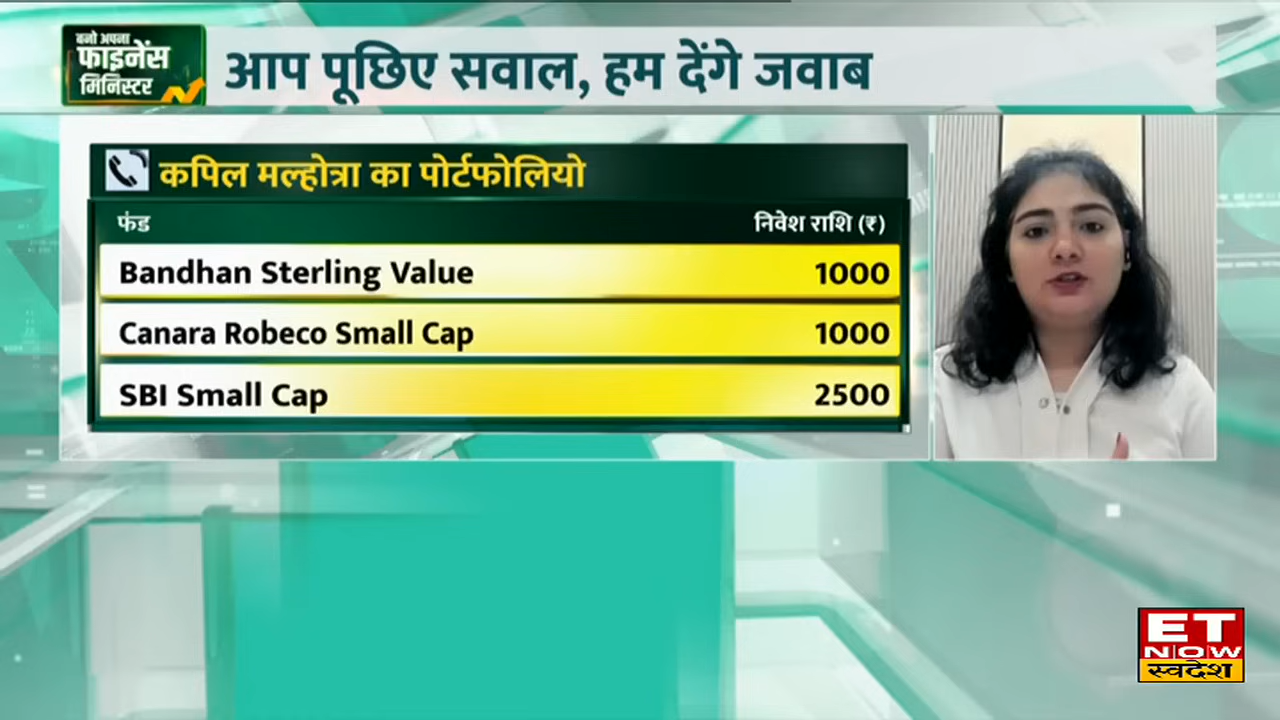 बनो अपना
फाइनेंस
मिनिस्टर
आप पूछिए सवाल, हम देंगे जवाब
कपिल मल्होत्रा का पोर्टफोलियो
फंड निवेश राशि (₹)
Bandhan Sterling Value 1000
Canara Robeco Small Cap 1000
SBI Small Cap 2500
ET
NOW
स्वदेश